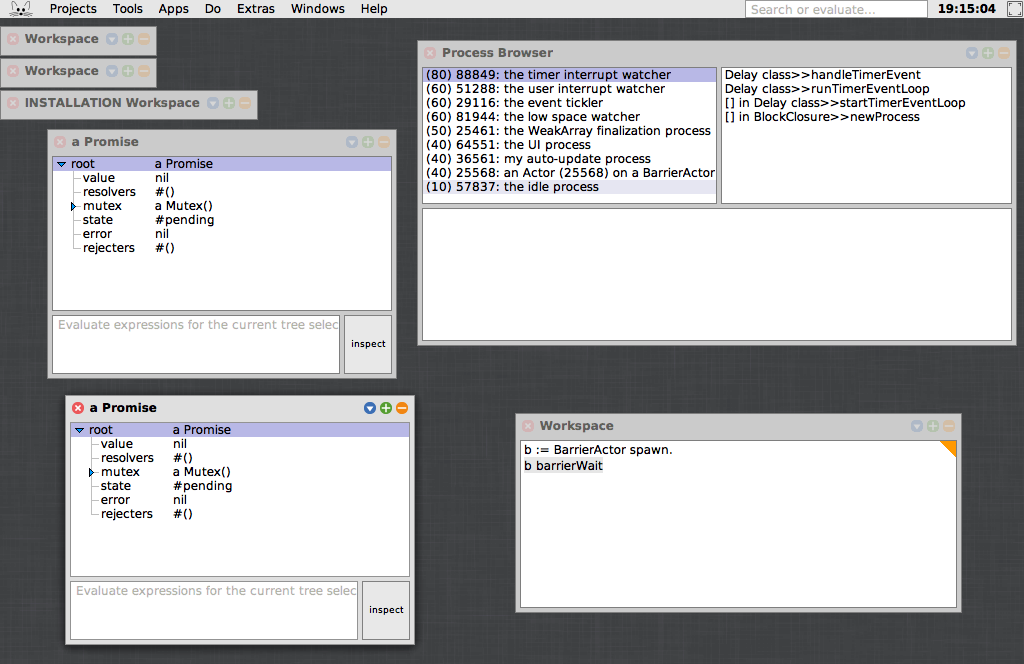 Projects Tools Apps Do Extras Windows Help Search or evaluate... 19:15:04
Workspace
Workspace
INSTALLATION Workspace
a Promise
root a Promise
value nil
resolvers #()
mutex a Mutex()
state #pending
error nil
rejecters #()
Evaluate expressions for the current tree selec
inspect
Process Browser
(80) 88849: the timer interrupt watcher
(60) 51288: the user interrupt watcher
(60) 29116: the event tickler
(60) 81944: the low space watcher
(50) 25461: the WeakArray finalization process
(40) 64551: the UI process
(40) 36561: my auto-update process
(40) 25568: an Actor (25568) on a BarrierActor
(10) 57837: the idle process
Delay class>>handleTimerEvent
Delay class>>runTimerEventLoop
[] in Delay class>>startTimerEventLoop
[] in BlockClosure>>newProcess
a Promise
root a Promise
value nil
resolvers #()
mutex a Mutex()
state #pending
error nil
rejecters #()
Evaluate expressions for the current tree selec
inspect
Workspace
b := BarrierActor spawn.
b barrierWait